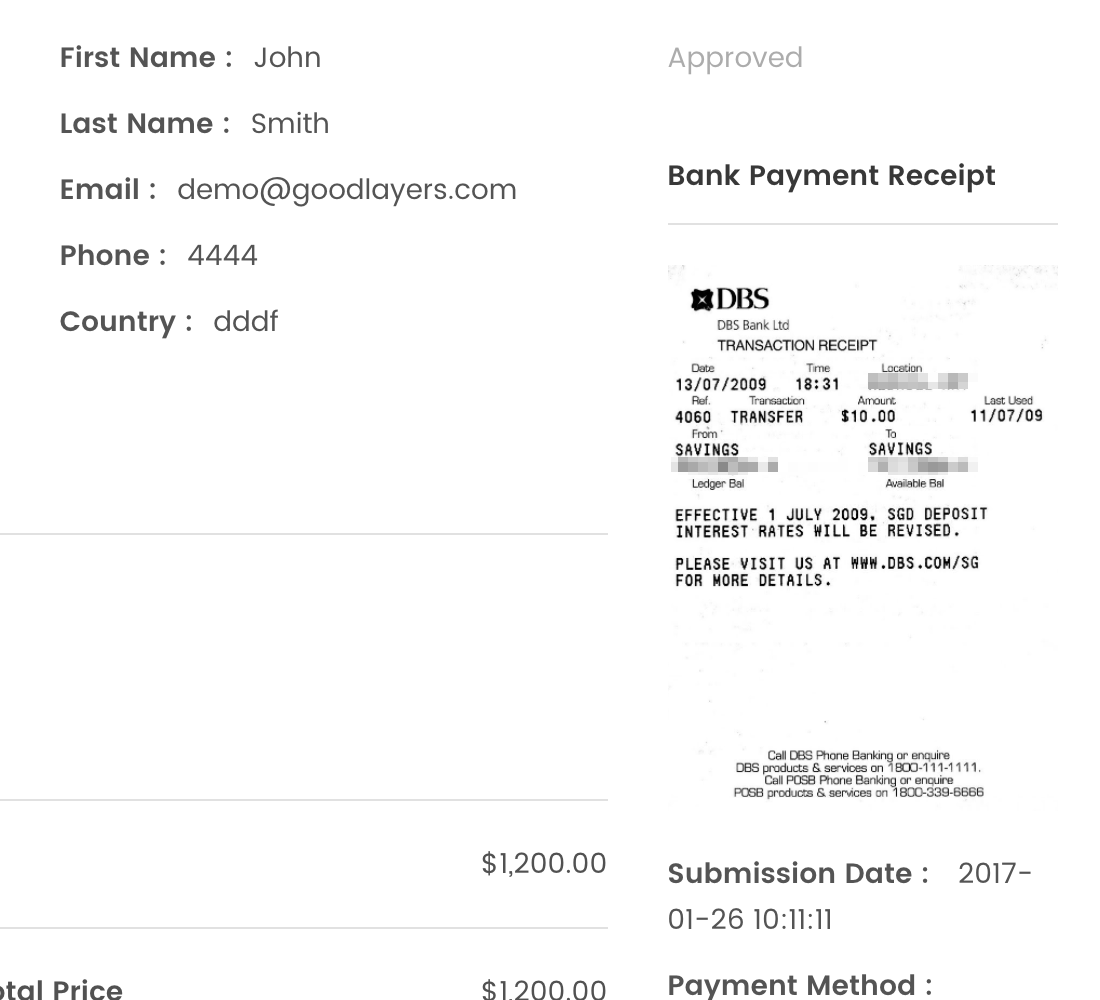 First Name : John
Last Name : Smith
Email : demo@goodlayers.com
Phone : 4444
Country : dddf
$1,200.00
Price $1,200.00
Approved
Bank Payment Receipt
DBS
DBS Bank Ltd
TRANSACTION RECEIPT
Date Time Location
13/07/2009 18:31
Ref. Transaction Amount Last Used
4060 TRANSFER $10.00 11/07/09
From To
SAVINGS SAVINGS
Ledger Bal Available Bal
EFFECTIVE 1 JULY 2009, SGD DEPOSIT
INTEREST RATES WILL BE REVISED.
PLEASE VISIT US AT WWW.DBS.COM/SG
FOR MORE DETAILS.
Call DBS Phone Banking or enquire
DBS products & services on 1800-111-1111.
Call POSB Phone Banking or enquire
POSB products & services on 1800-339-6666
Submission Date : 2017-
01-26 10:11:11
Payment Method :